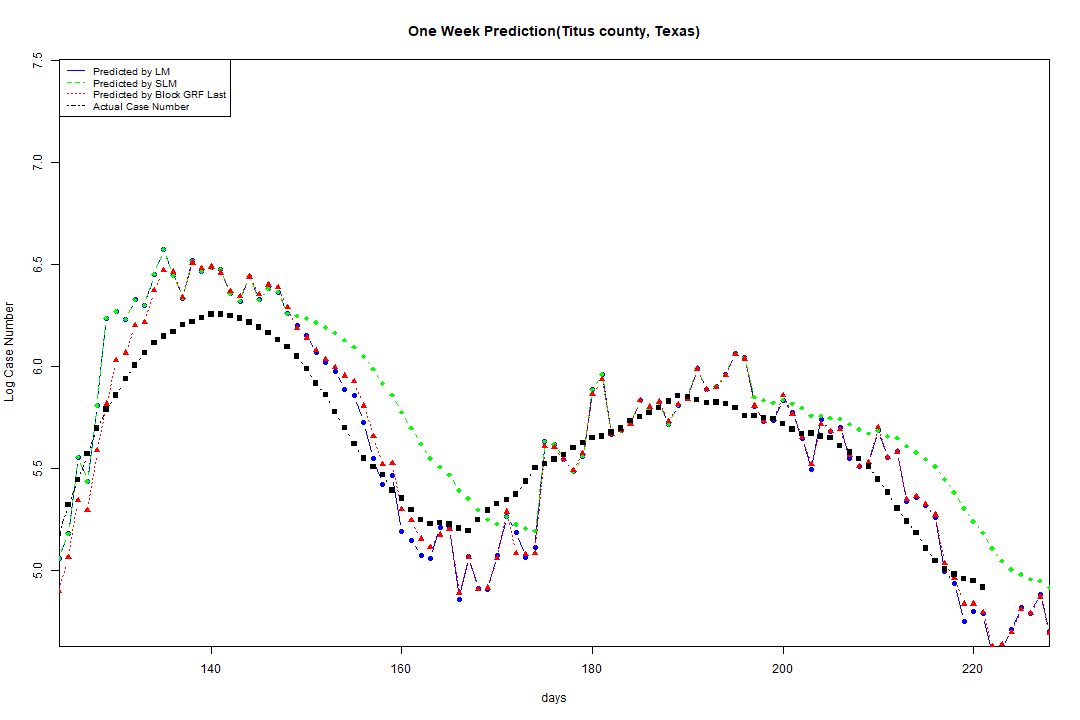 One Week Prediction(Titus county, Texas)
Predicted by LM
Predicted by SLM
Predicted by Block GRF Last
Actual Case Number
7.5
7.0
6.5
6.0
5.5
5.0
Log Case Number
140 160 180 200 220
days